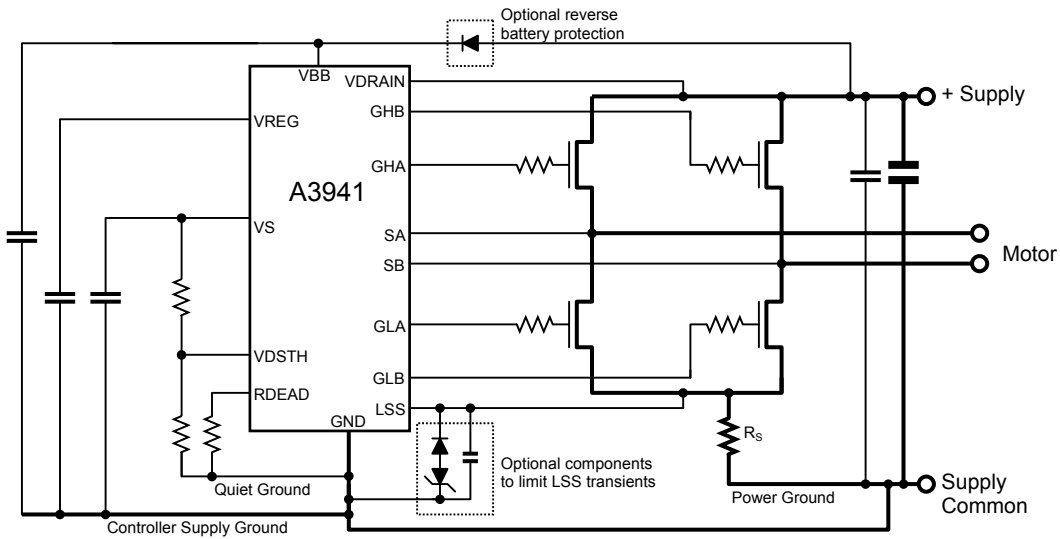 Optional reverse
battery protection
VBB
VDRAIN
+ Supply
GHB
VREG
GHA
A3941
VS
SA
Motor
SB
GLA
VDSTH
GLB
RDEAD
LSS
GND
RS
Optional components
to limit LSS transients
Supply
Common
Quiet Ground
Power Ground
Controller Supply Ground